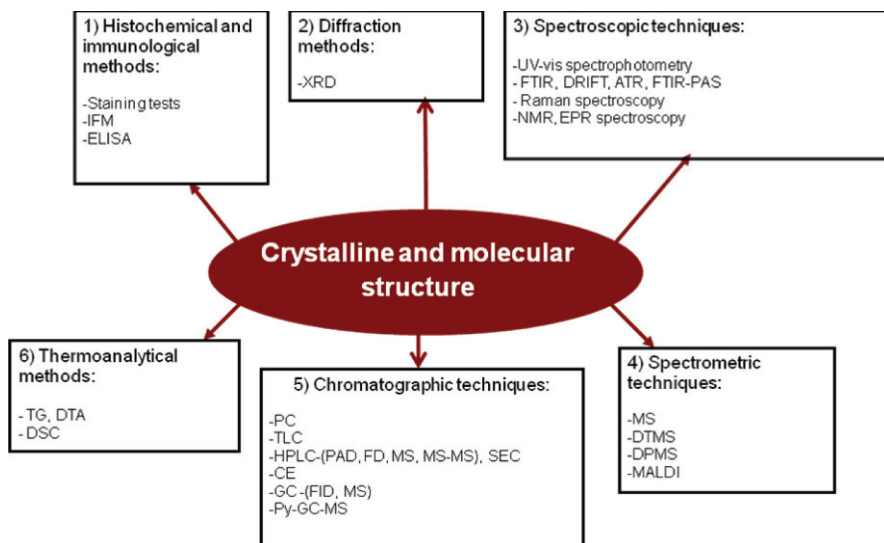 1) Histochemical and
immunological
methods:
-Staining tests
-IFM
-ELISA
2) Diffraction
methods:
-XRD
3) Spectroscopic techniques:
-UV-vis spectrophotometry
- FTIR, DRIFT, ATR, FTIR-PAS
- Raman spectroscopy
-NMR, EPR spectroscopy
Crystalline and molecular
structure
6) Thermoanalytical
methods:
- TG, DTA
- DSC
5) Chromatographic techniques:
-PC
-TLC
-HPLC-(PAD, FD, MS, MS-MS), SEC
-CE
-GC-(FID, MS)
-Py-GC-MS
4) Spectrometric
techniques:
-MS
-DTMS
-DPMS
-MALDI